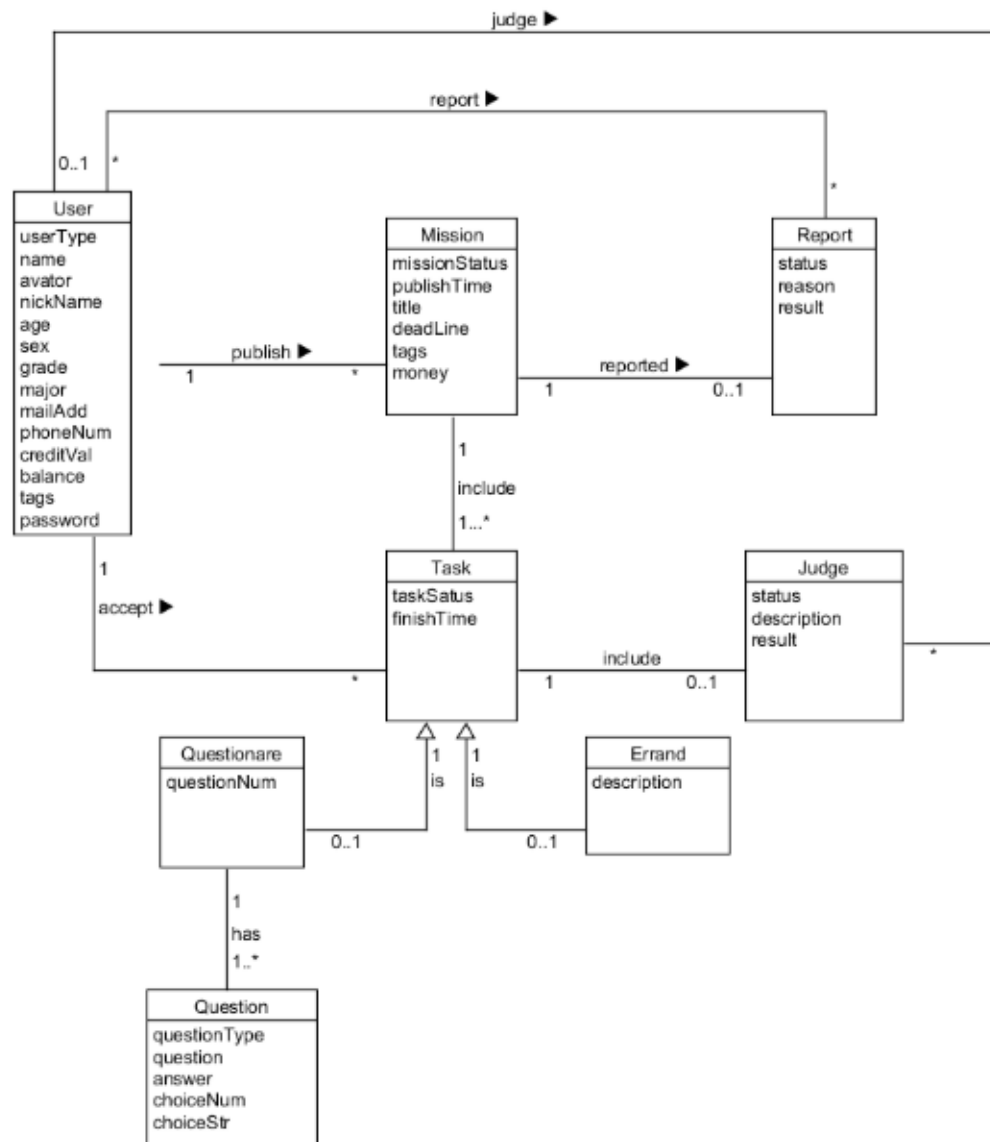 judge ▶
report ▶
0..1
*
*
User
userType
name
avator
nickName
age
sex
grade
major
mailAdd
phoneNum
creditVal
balance
tags
password
publish ▶
1
*
Mission
missionStatus
publishTime
title
deadLine
tags
money
reported ▶
1
0..1
Report
status
reason
result
1
include
1...*
1
accept ▶
*
Task
taskSatus
finishTime
include
1
0..1
Judge
status
description
result
*
Questionare
questionNum
1
is
0..1
1
is
0..1
Errand
description
1
has
1..*
Question
questionType
question
answer
choiceNum
choiceStr